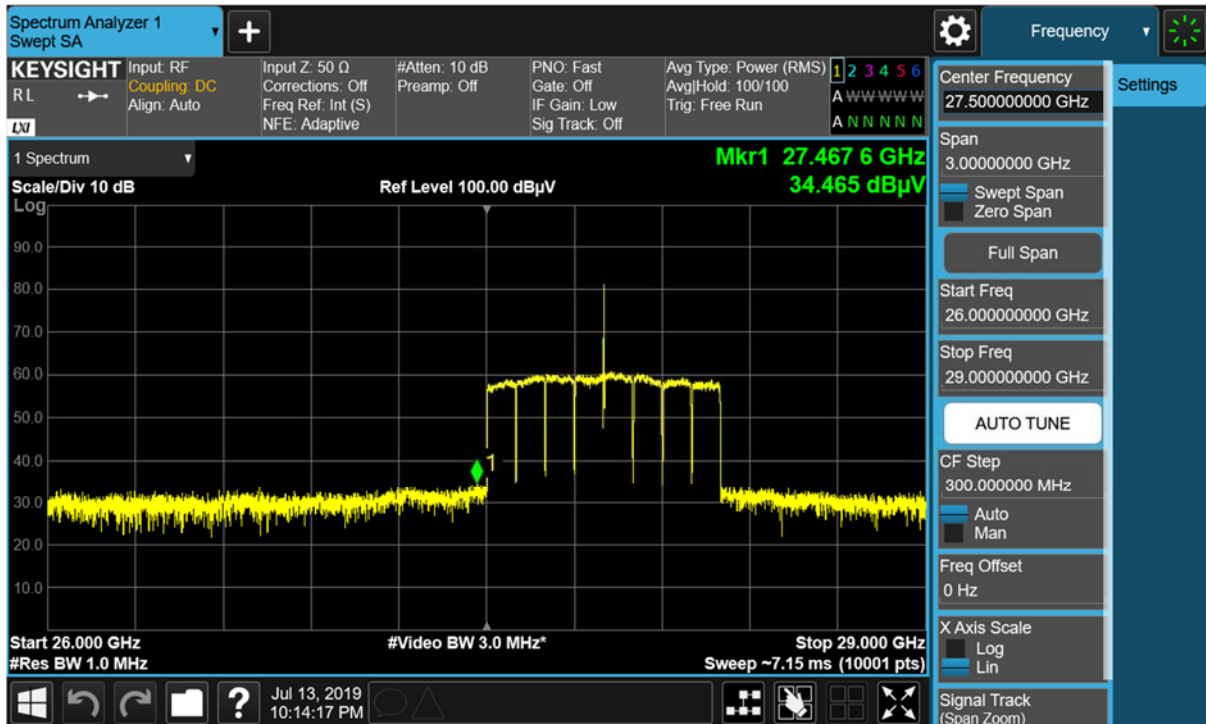 Spectrum Analyzer 1
Swept SA
Frequency
KEYSIGHT
R L
LXI
Input: RF
Coupling: DC
Align: Auto
Input Z: 50 Ω
Corrections: Off
Freq Ref: Int (S)
NFE: Adaptive
#Atten: 10 dB
Preamp: Off
PNO: Fast
Gate: Off
IF Gain: Low
Sig Track: Off
Avg Type: Power (RMS)
Avg|Hold: 100/100
Trig: Free Run
1 2 3 4 5 6
A W W W W W
A N N N N N
1 Spectrum
Mkr1 27.467 6 GHz
Scale/Div 10 dB
Ref Level 100.00 dBµV
34.465 dBµV
Log
90.0
80.0
70.0
60.0
50.0
40.0
30.0
20.0
10.0
1
Start 26.000 GHz
#Video BW 3.0 MHz*
Stop 29.000 GHz
#Res BW 1.0 MHz
Sweep ~7.15 ms (10001 pts)
?
Jul 13, 2019
10:14:17 PM
Center Frequency
27.500000000 GHz
Settings
Span
3.00000000 GHz
Swept Span
Zero Span
Full Span
Start Freq
26.000000000 GHz
Stop Freq
29.000000000 GHz
AUTO TUNE
CF Step
300.000000 MHz
Auto
Man
Freq Offset
0 Hz
X Axis Scale
Log
Lin
Signal Track
(Span Zoom)